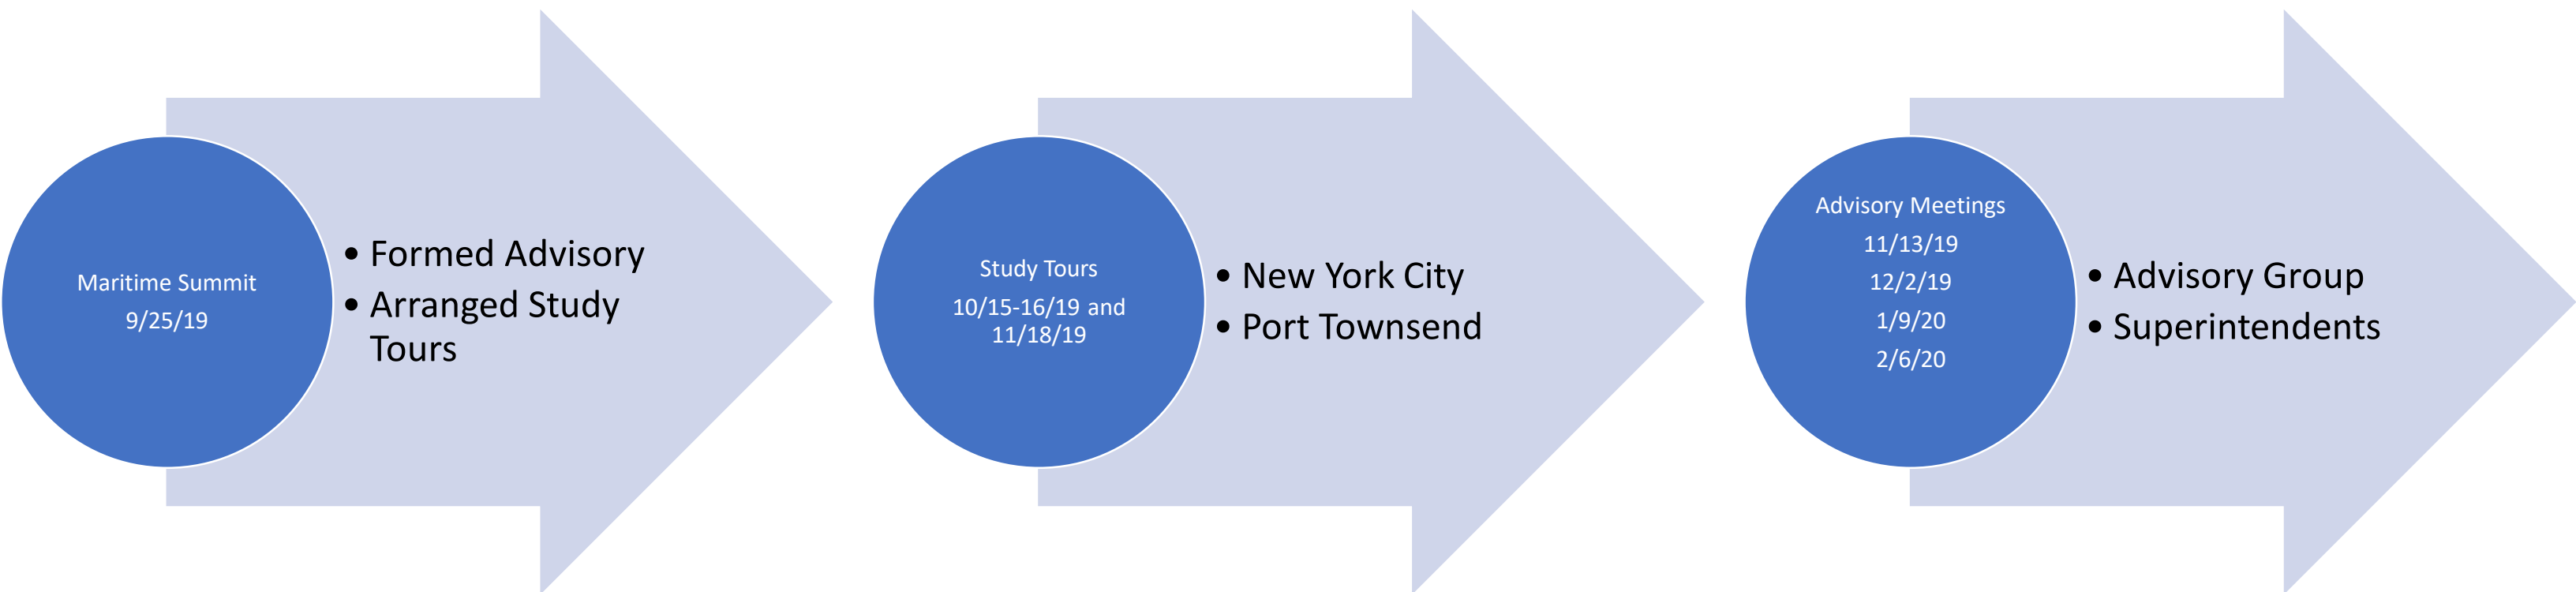 Maritime Summit
9/25/19
• Formed Advisory
• Arranged Study
Tours
Study Tours
10/15-16/19 and
11/18/19
• New York City
• Port Townsend
Advisory Meetings
11/13/19
12/2/19
1/9/20
2/6/20
• Advisory Group
• Superintendents